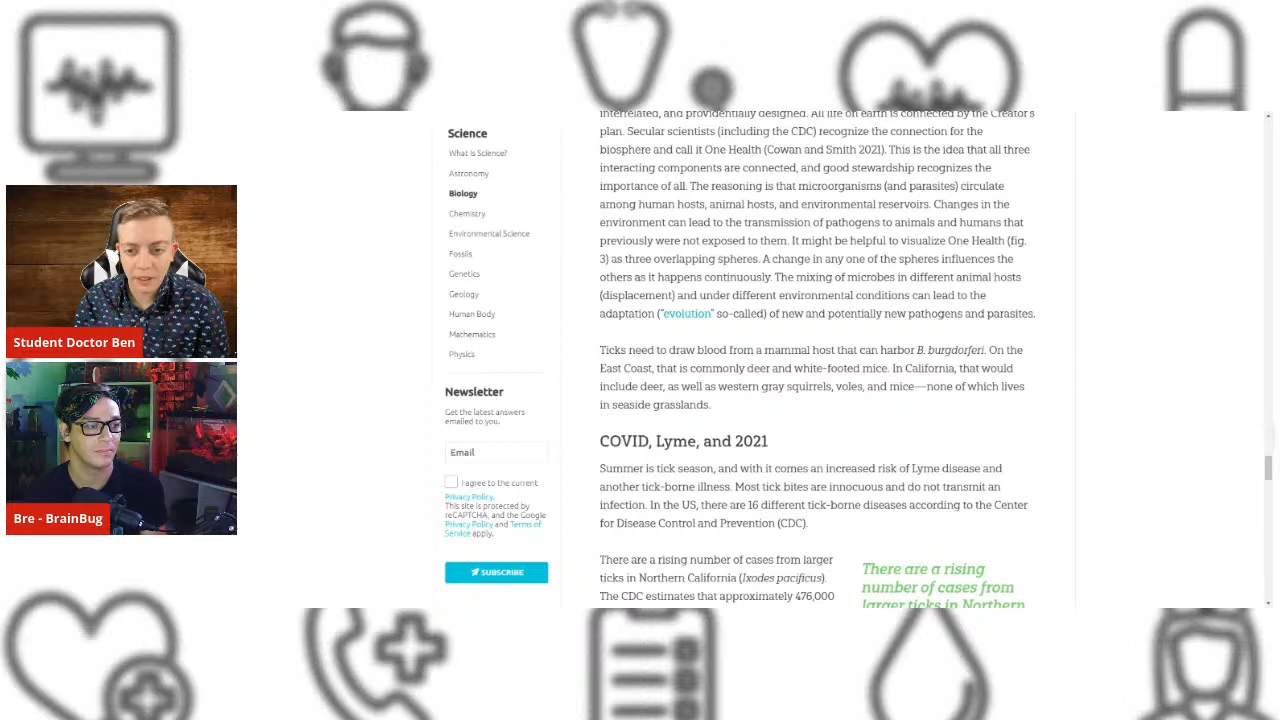 Science
What Is Science?
Astronomy
Biology
Chemistry
Environmental Science
Fossils
Genetics
Geology
Human Body
Mathematics
Physics
Newsletter
Get the latest answers
emailed to you.
Email
I agree to the current
Privacy Policy.
This site is protected by
reCAPTCHA, and the Google
Privacy Policy and Terms of
Service apply.
SUBSCRIBE
interrelated, and providentially designed. All life on earth is connected by the Creator's
plan. Secular scientists (including the CDC) recognize the connection for the
biosphere and call it One Health (Cowan and Smith 2021). This is the idea that all three
interacting components are connected, and good stewardship recognizes the
importance of all. The reasoning is that microorganisms (and parasites) circulate
among human hosts, animal hosts, and environmental reservoirs. Changes in the
environment can lead to the transmission of pathogens to animals and humans that
previously were not exposed to them. It might be helpful to visualize One Health (fig.
3) as three overlapping spheres. A change in any one of the spheres influences the
others as it happens continuously. The mixing of microbes in different animal hosts
(displacement) and under different environmental conditions can lead to the
adaptation ("evolution" so-called) of new and potentially new pathogens and parasites.
Ticks need to draw blood from a mammal host that can harbor B. burgdorferi. On the
East Coast, that is commonly deer and white-footed mice. In California, that would
include deer, as well as western gray squirrels, voles, and mice—none of which lives
in seaside grasslands.
COVID, Lyme, and 2021
Summer is tick season, and with it comes an increased risk of Lyme disease and
another tick-borne illness. Most tick bites are innocuous and do not transmit an
infection. In the US, there are 16 different tick-borne diseases according to the Center
for Disease Control and Prevention (CDC).
There are a rising number of cases from larger
ticks in Northern California (Ixodes pacificus).
The CDC estimates that approximately 476,000
There are a rising
number of cases from
larger ticks in Northern
Student Doctor Ben
Bre - BrainBug